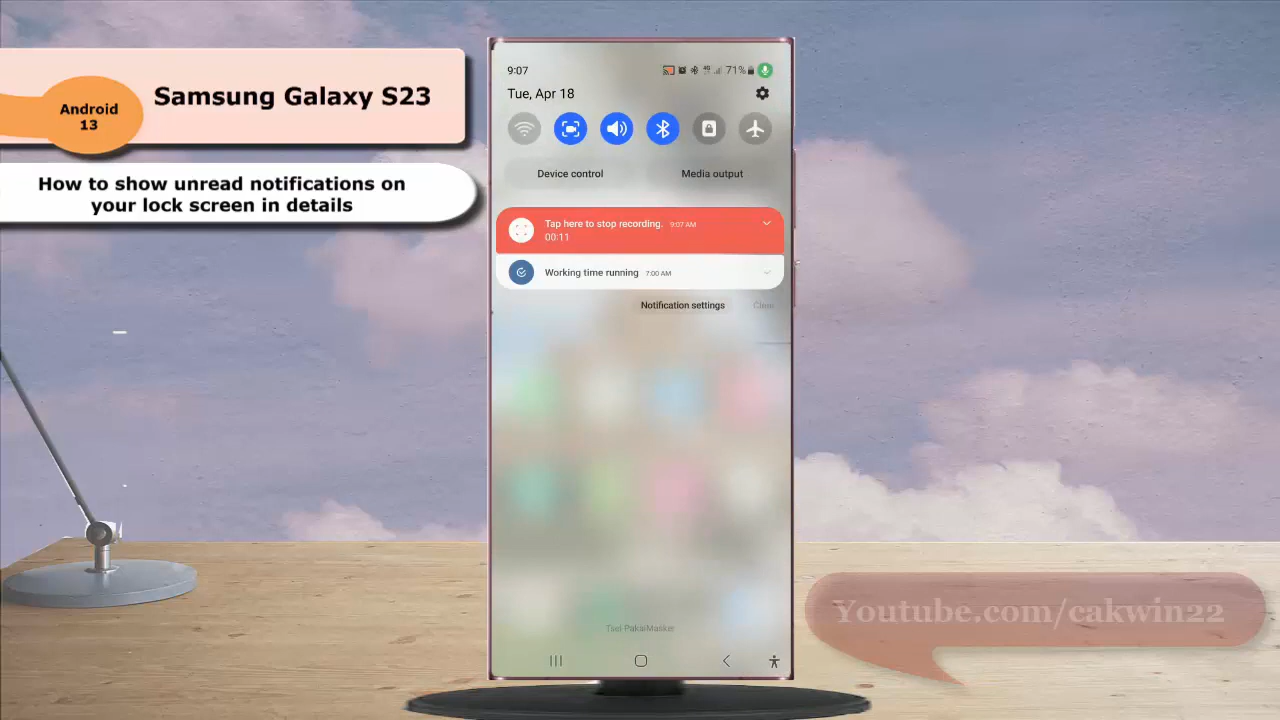 Android
13
Samsung Galaxy S23
How to show unread notifications on
your lock screen in details
9:07
71%
Tue, Apr 18
Device control
Media output
Tap here to stop recording. 9:07 AM
00:11
Working time running 7:00 AM
Notification settings
Clear
Tsel-PakaiMasker
Youtube.com/cakwin22